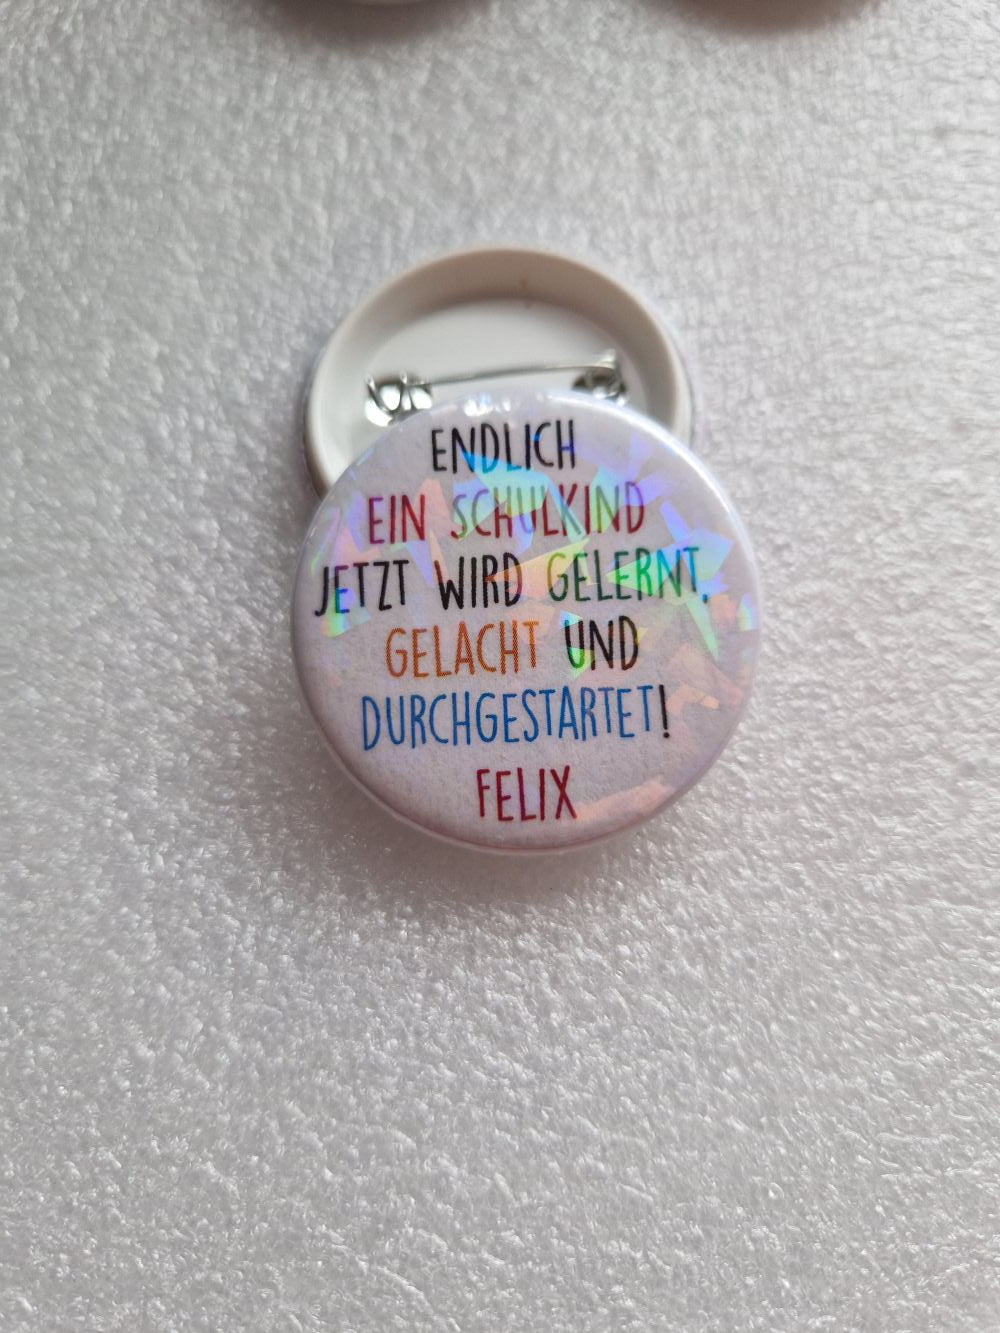 ENDLICH
EIN SCHULKIND
JETZT WIRD GELERNT,
GELACHT UND
DURCHGESTARTET!
FELIX